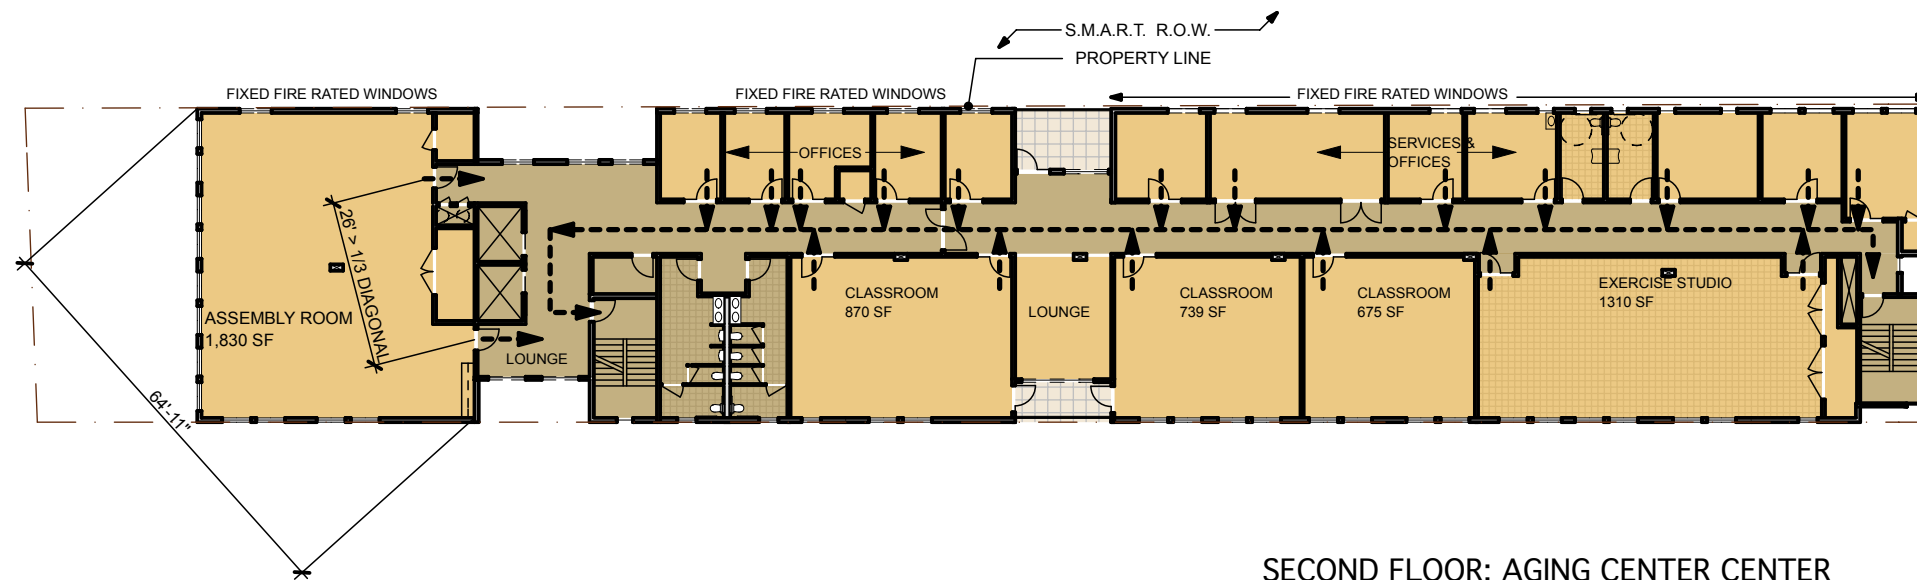 S.M.A.R.T. R.O.W.
PROPERTY LINE
FIXED FIRE RATED WINDOWS
FIXED FIRE RATED WINDOWS
FIXED FIRE RATED WINDOWS
OFFICES
SERVICES &
OFFICES
26' > 1/3 DIAGONAL
ASSEMBLY ROOM
1,830 SF
LOUNGE
CLASSROOM
870 SF
LOUNGE
CLASSROOM
739 SF
CLASSROOM
675 SF
EXERCISE STUDIO
1310 SF
64'-11"
SECOND FLOOR: AGING CENTER CENTER